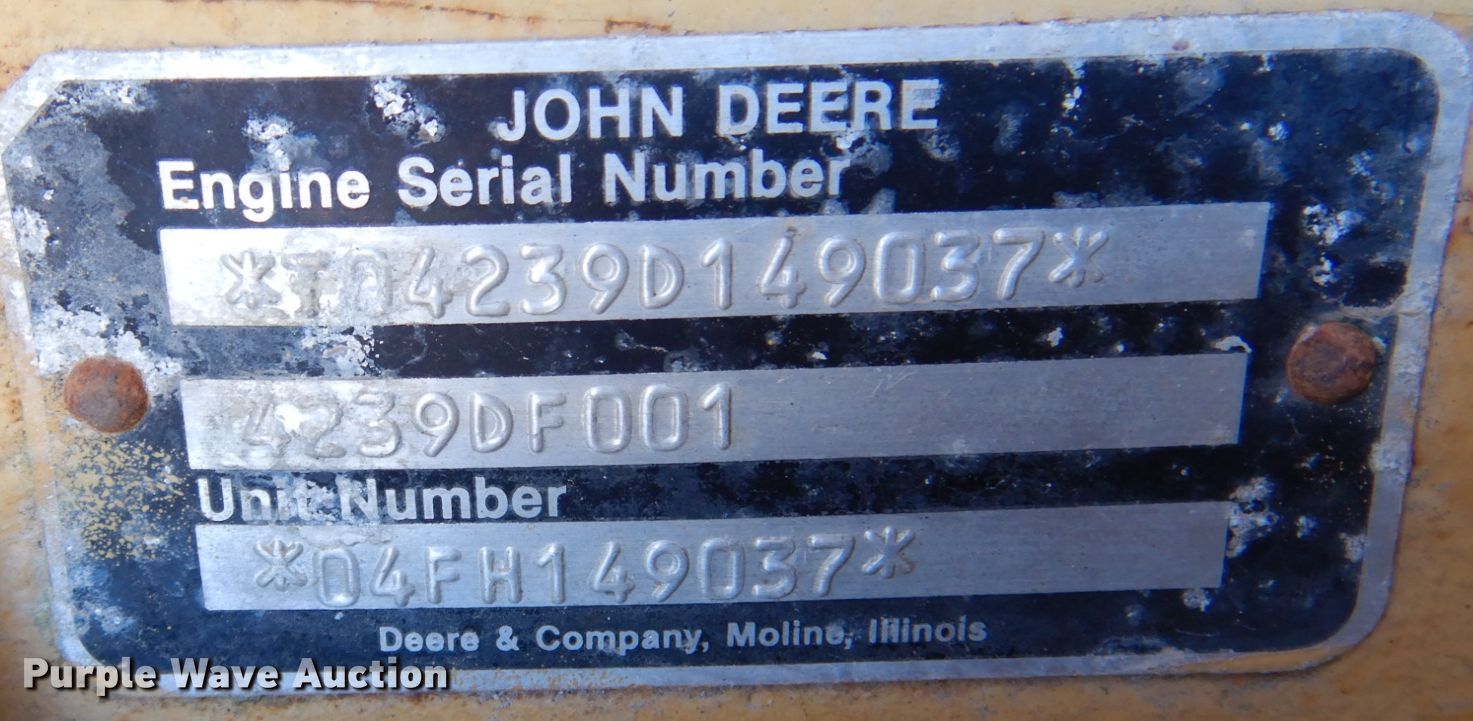 JOHN DEERE
Engine Serial Number
*T04239D149037*
4239DF001
Unit Number
*04FH149037*
Deere & Company, Moline, Illinois
Purple Wave Auction